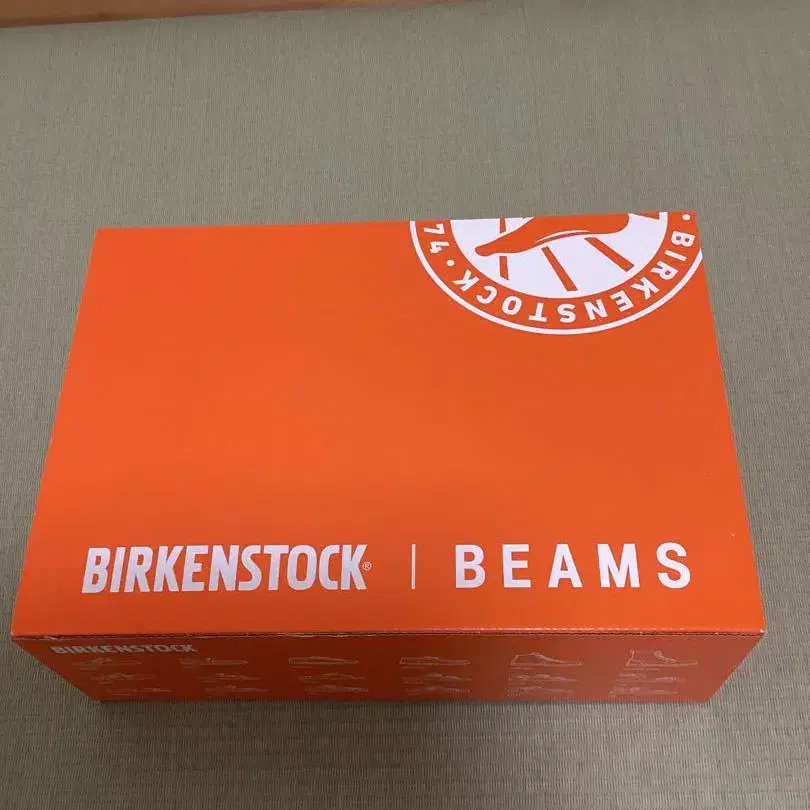 74 · BIRKENSTOCK ·
BIRKENSTOCK® | BEAMS
BIRKENSTOCK